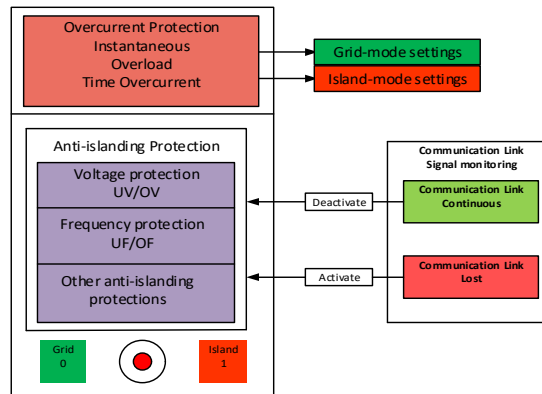 Overcurrent Protection
Instantaneous
Overload
Time Overcurrent
Grid-mode settings
Island-mode settings
Anti-islanding Protection
Voltage protection
UV/OV
Frequency protection
UF/OF
Other anti-islanding
protections
Grid
0
Island
1
Deactivate
Activate
Communication Link
Signal monitoring
Communication Link
Continuous
Communication Link
Lost